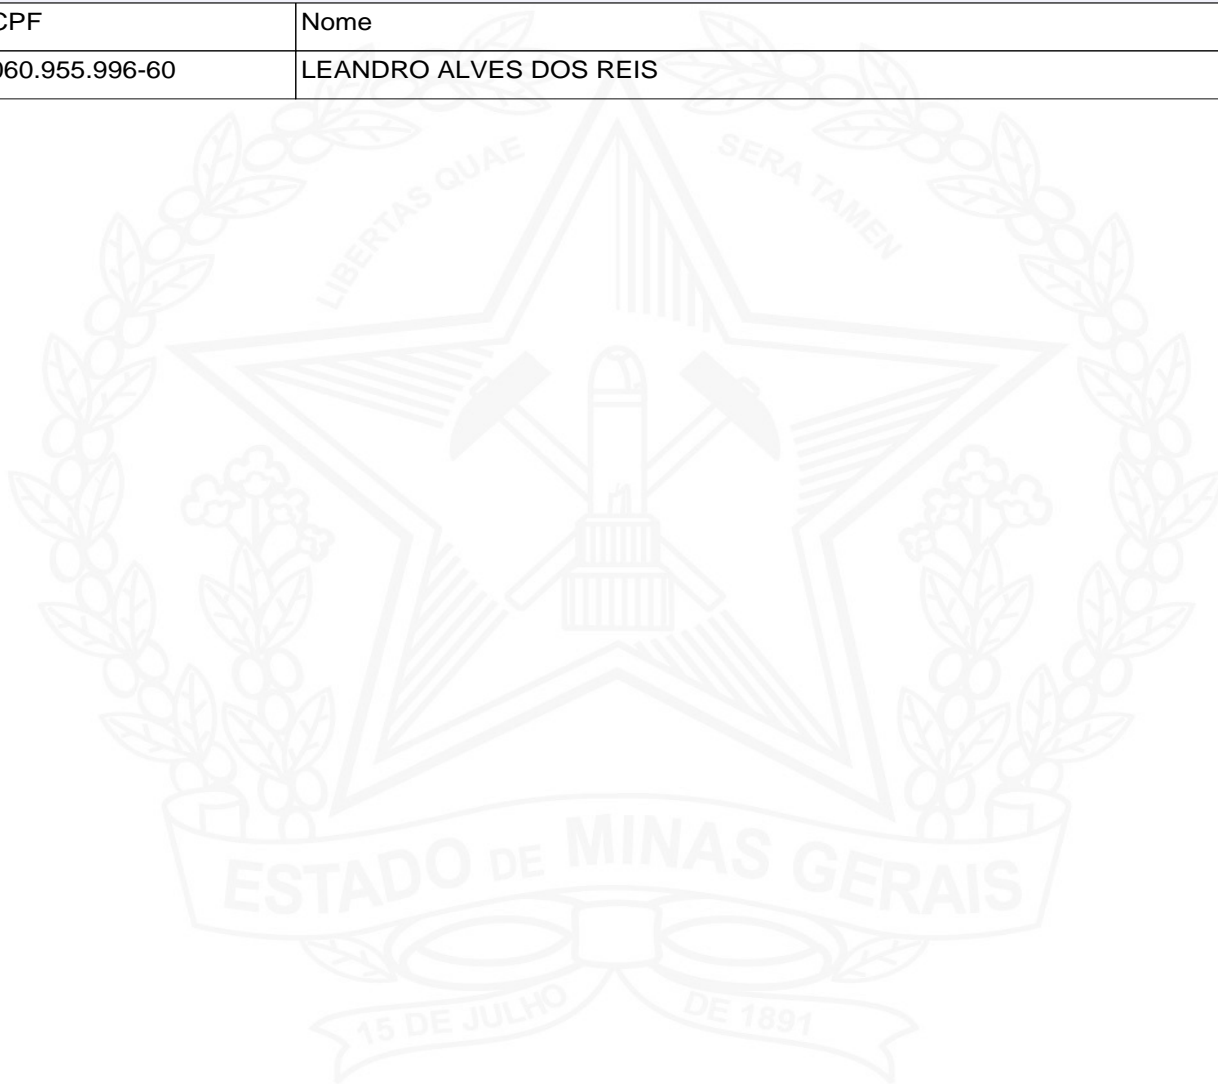 CPF Nome
060.955.996-60 LEANDRO ALVES DOS REIS
LIBERTAS QUAE SERA TAMEN
ESTADO DE MINAS GERAIS
15 DE JULHO DE 1891